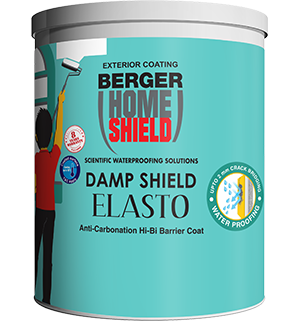 EXTERIOR COATING
BERGER
HOME
SHIELD
8
SCIENTIFIC WATERPROOFING SOLUTIONS
DAMP SHIELD
ELASTO
Anti-Carbonation Hi-Bi Barrier Coat
UPTO 2 mm CRACK BRIDGING
WATER PROOFING